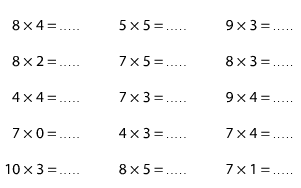 8 × 4 = ..... 5 × 5 = ..... 9 × 3 = .....
8 × 2 = ..... 7 × 5 = ..... 8 × 3 = .....
4 × 4 = ..... 7 × 3 = ..... 9 × 4 = .....
7 × 0 = ..... 4 × 3 = ..... 7 × 4 = .....
10 × 3 = ..... 8 × 5 = ..... 7 × 1 = .....